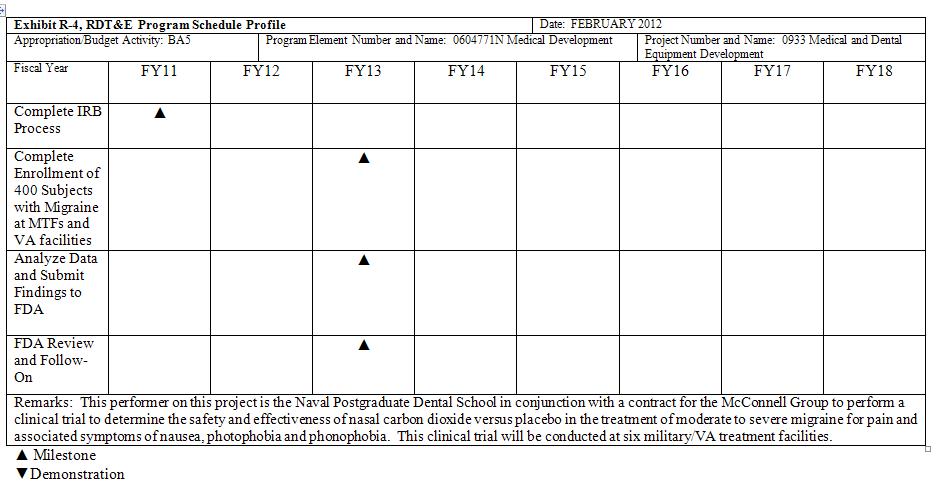 Exhibit R-4, RDT&E Program Schedule Profile
Date: FEBRUARY 2012
Appropriation/Budget Activity: BA5
Program Element Number and Name: 0604771N Medical Development
Project Number and Name: 0933 Medical and Dental
Equipment Development
Fiscal Year
FY11
FY12
FY13
FY14
FY15
FY16
FY17
FY18
Complete IRB
Process
▲
Complete
Enrollment of
400 Subjects
with Migraine
at MTFs and
VA facilities
▲
Analyze Data
and Submit
Findings to
FDA
▲
FDA Review
and Follow-
On
▲
Remarks: This performer on this project is the Naval Postgraduate Dental School in conjunction with a contract for the McConnell Group to perform a
clinical trial to determine the safety and effectiveness of nasal carbon dioxide versus placebo in the treatment of moderate to severe migraine for pain and
associated symptoms of nausea, photophobia and phonophobia. This clinical trial will be conducted at six military/VA treatment facilities.
▲ Milestone
▼Demonstration